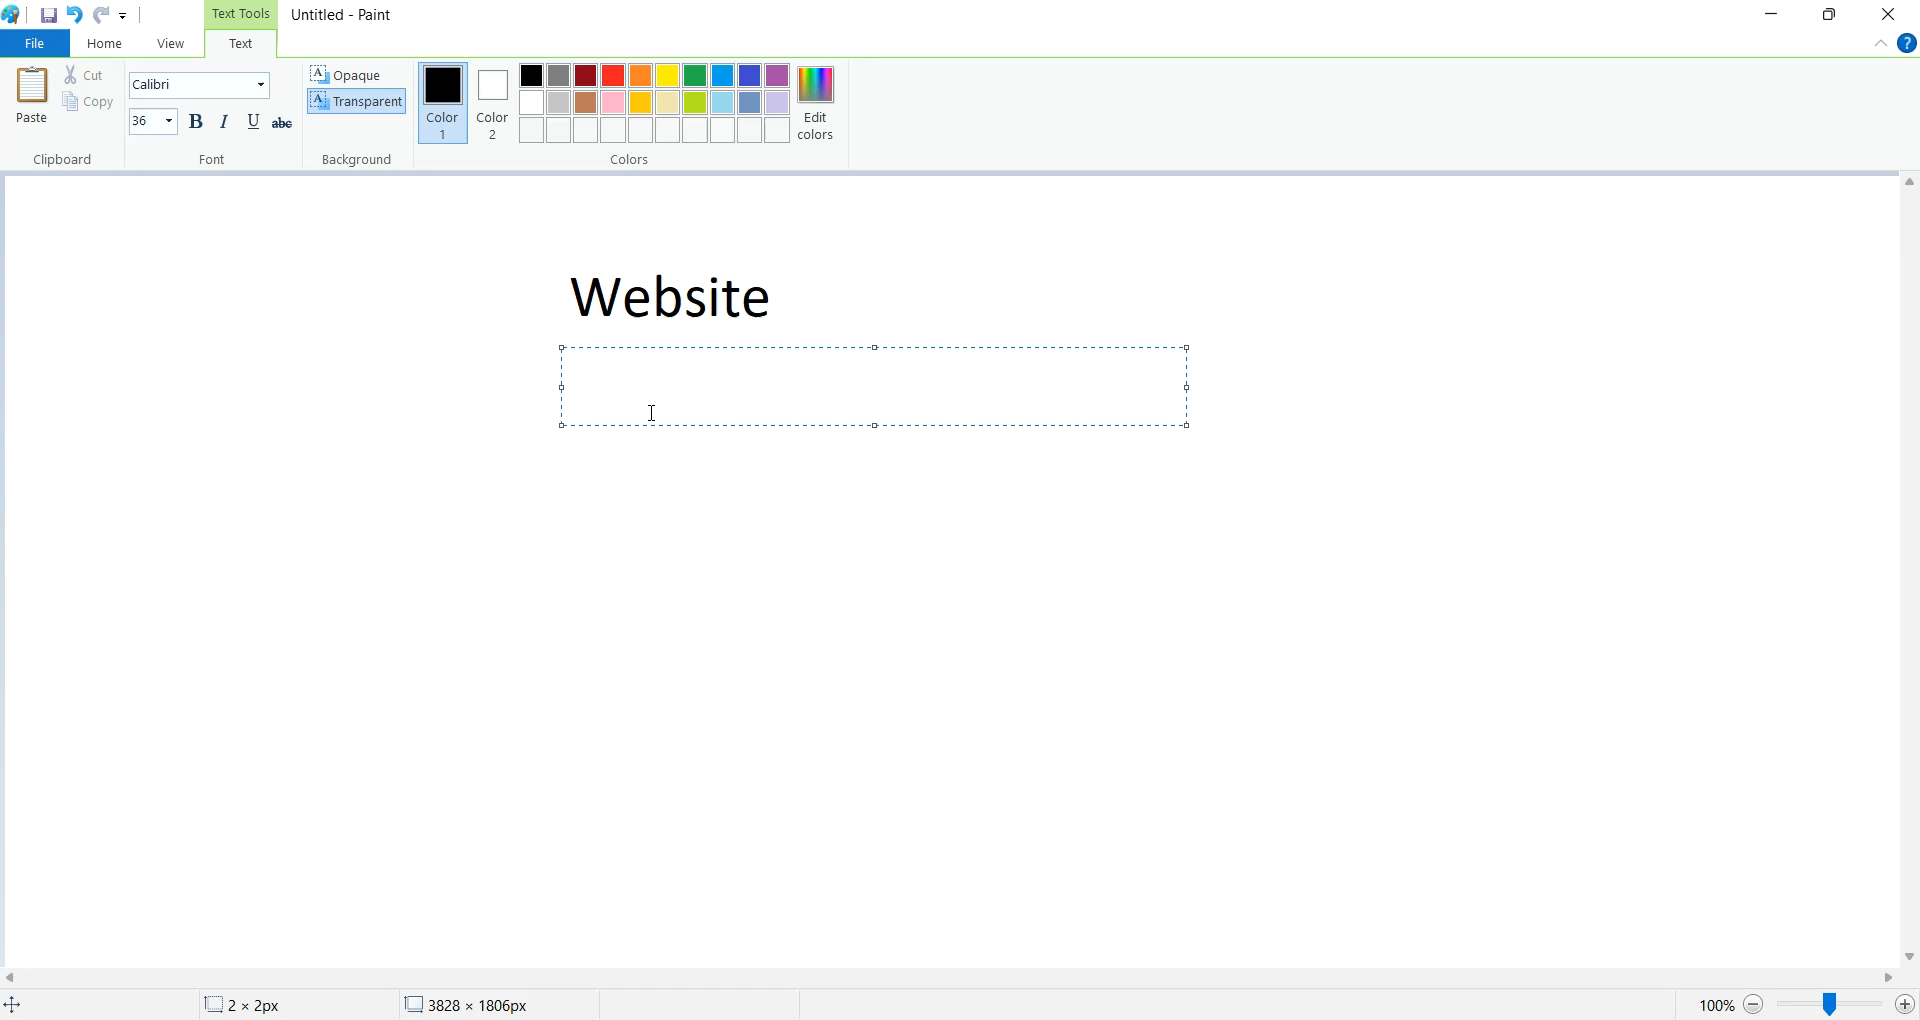 Text Tools
Untitled - Paint
File
Home
View
Text
?
Paste
Cut
Copy
Clipboard
Calibri
36
B
I
U
abc
Font
A Opaque
A Transparent
Background
Color
1
Color
2
Edit
colors
Colors
Website
2 × 2px
3828 × 1806px
100%